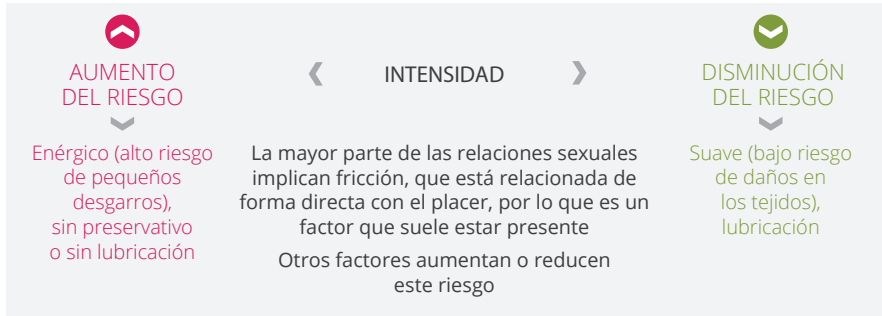 AUMENTO
DEL RIESGO
Enérgico (alto riesgo
de pequeños
desgarros),
sin preservativo
o sin lubricación
INTENSIDAD
La mayor parte de las relaciones sexuales
implican fricción, que está relacionada de
forma directa con el placer, por lo que es un
factor que suele estar presente
Otros factores aumentan o reducen
este riesgo
DISMINUCIÓN
DEL RIESGO
Suave (bajo riesgo
de daños en
los tejidos),
lubricación